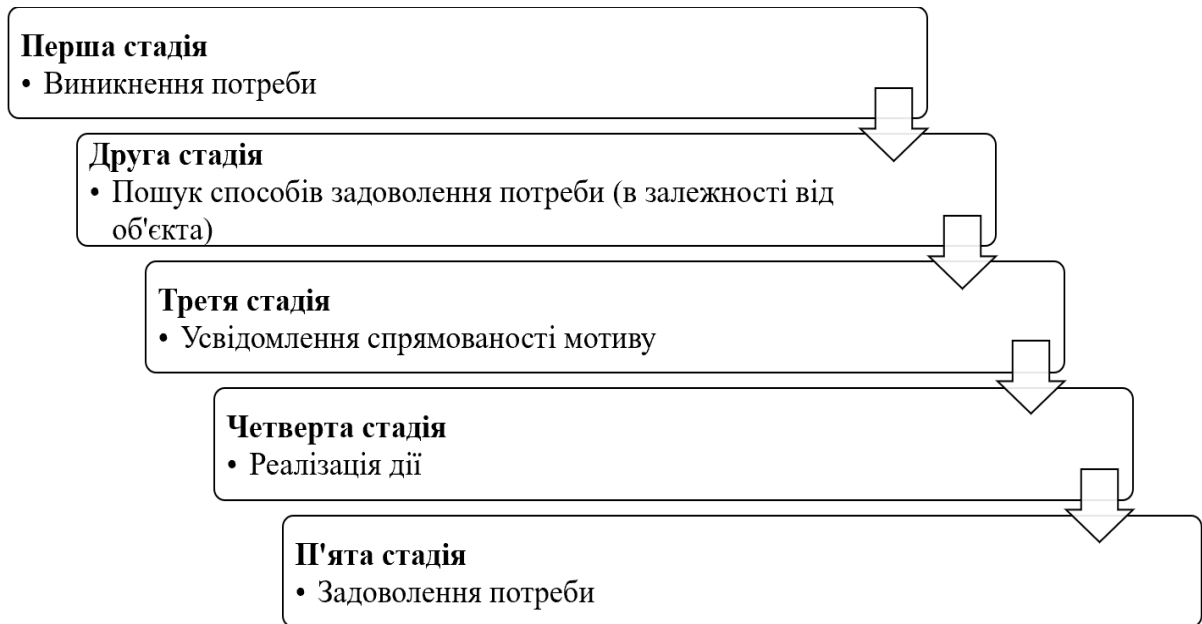 Перша стадія
• Виникнення потреби
Друга стадія
• Пошук способів задоволення потреби (в залежності від
об'єкта)
Третя стадія
• Усвідомлення спрямованості мотиву
Четверта стадія
• Реалізація дії
П'ята стадія
• Задоволення потреби